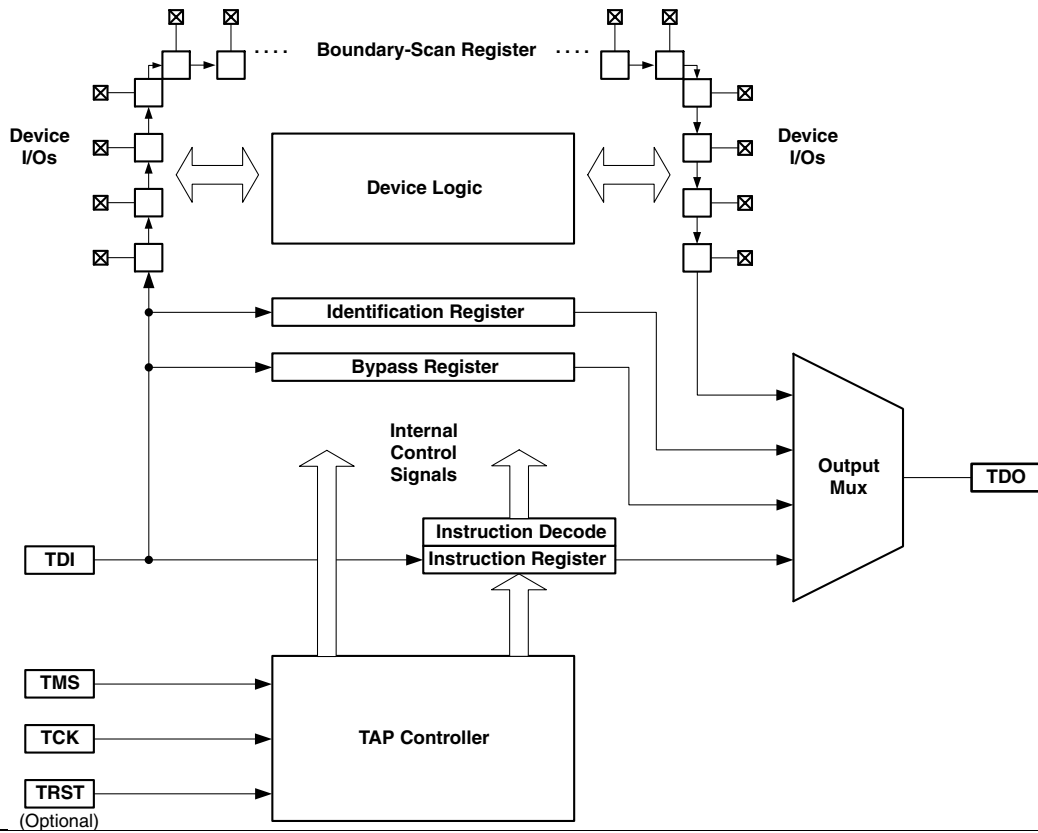 .... Boundary-Scan Register ....
Device
I/Os
Device Logic
Device
I/Os
Identification Register
Bypass Register
Internal
Control
Signals
Output
Mux
TDO
Instruction Decode
TDI
Instruction Register
TMS
TCK
TAP Controller
TRST
(Optional)